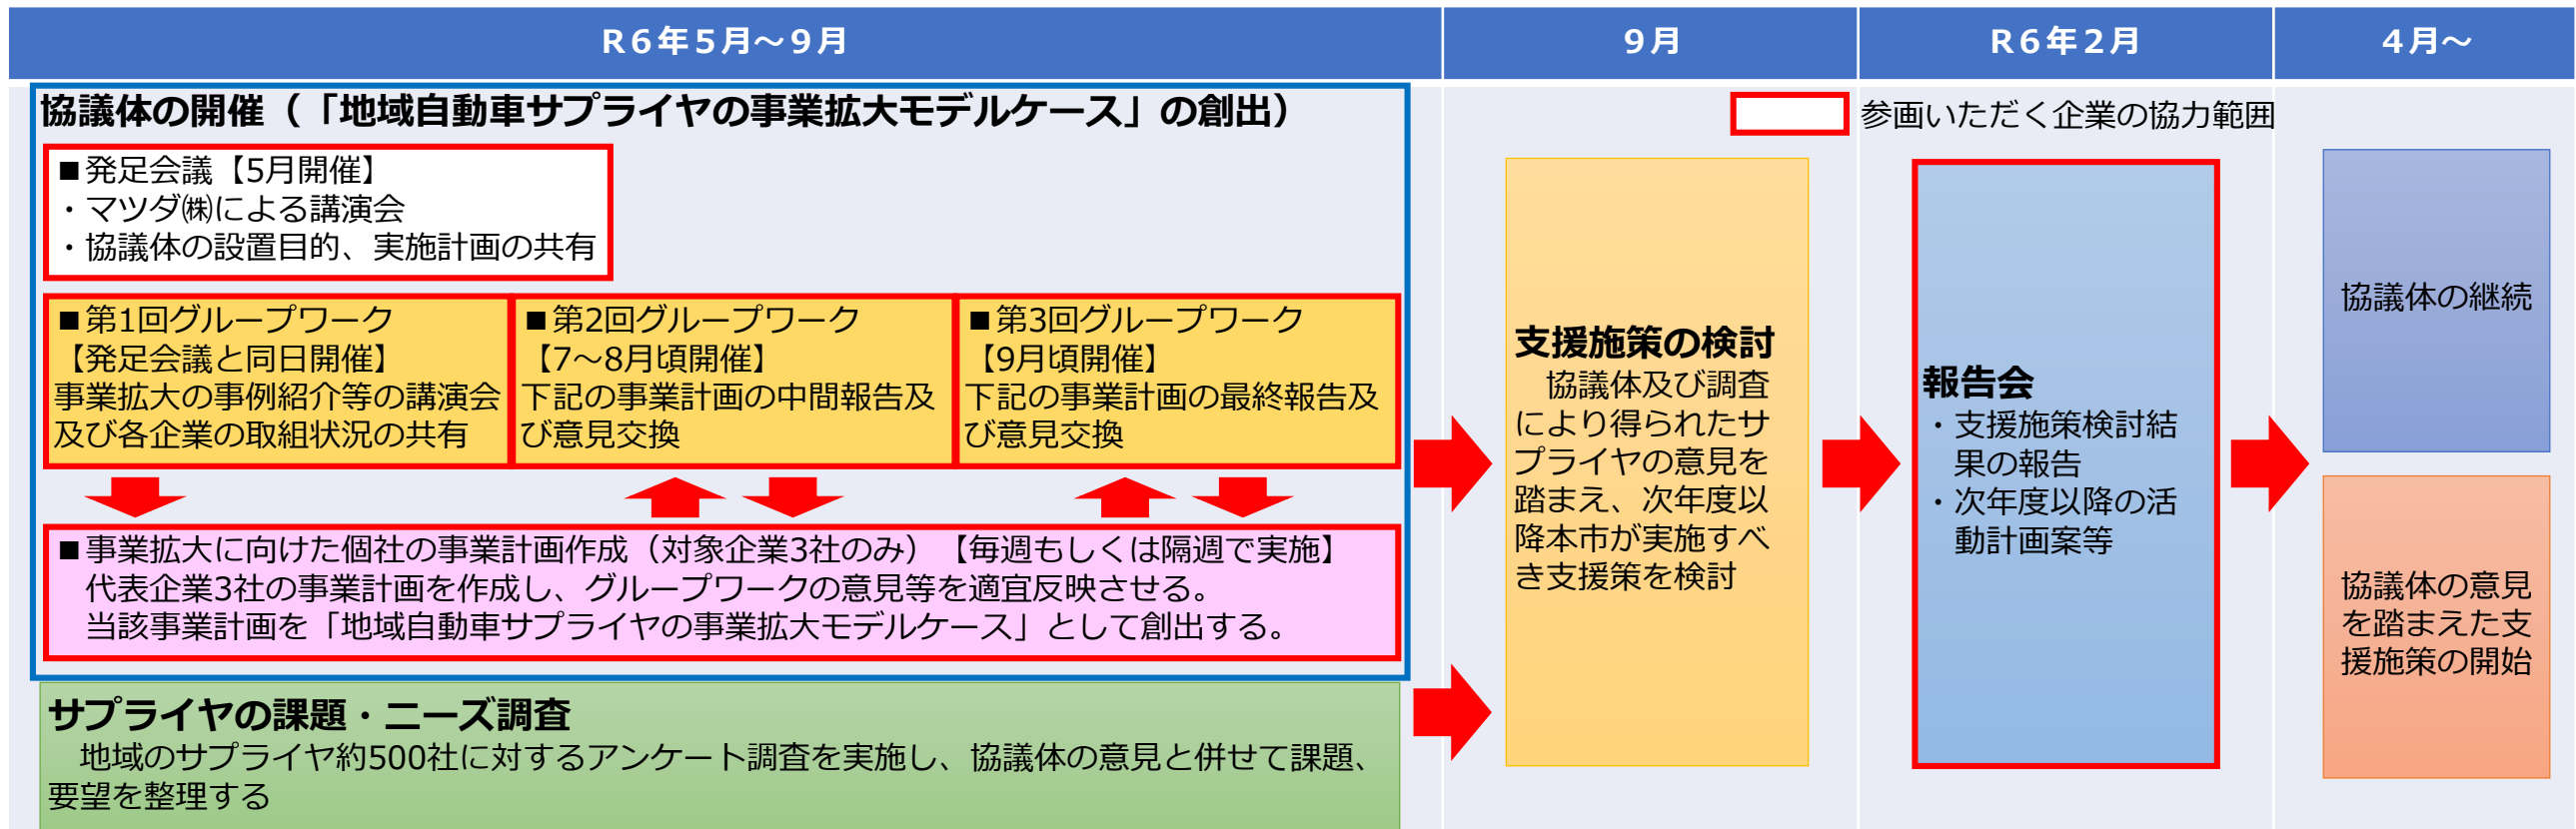 R6年5月～9月
9月
R6年2月
4月～
協議体の開催（「地域自動車サプライヤの事業拡大モデルケース」の創出）
参画いただく企業の協力範囲
■発足会議【5月開催】
・マツダ㈱による講演会
・協議体の設置目的、実施計画の共有
■第1回グループワーク
【発足会議と同日開催】
事業拡大の事例紹介等の講演会
及び各企業の取組状況の共有
■第2回グループワーク
【7～8月頃開催】
下記の事業計画の中間報告及
び意見交換
■第3回グループワーク
【9月頃開催】
下記の事業計画の最終報告及
び意見交換
■事業拡大に向けた個社の事業計画作成（対象企業3社のみ）【毎週もしくは隔週で実施】
代表企業3社の事業計画を作成し、グループワークの意見等を適宜反映させる。
当該事業計画を「地域自動車サプライヤの事業拡大モデルケース」として創出する。
サプライヤの課題・ニーズ調査
地域のサプライヤ約500社に対するアンケート調査を実施し、協議体の意見と併せて課題、
要望を整理する
支援施策の検討
協議体及び調査
により得られたサ
プライヤの意見を
踏まえ、次年度以
降本市が実施すべ
き支援策を検討
報告会
・支援施策検討結
果の報告
・次年度以降の活
動計画案等
協議体の継続
協議体の意見
を踏まえた支
援施策の開始